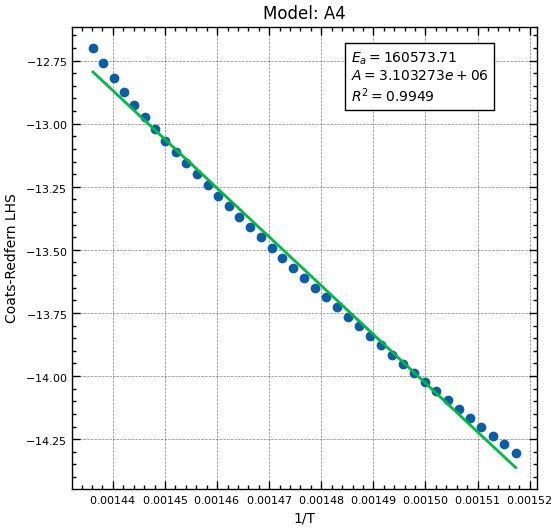 Model: A4
E_a = 160573.71
A = 3.103273e + 06
R² = 0.9949
−12.75
−13.00
−13.25
−13.50
−13.75
−14.00
−14.25
Coats-Redfern LHS
0.00144 0.00145 0.00146 0.00147 0.00148 0.00149 0.00150 0.00151 0.00152
1/T